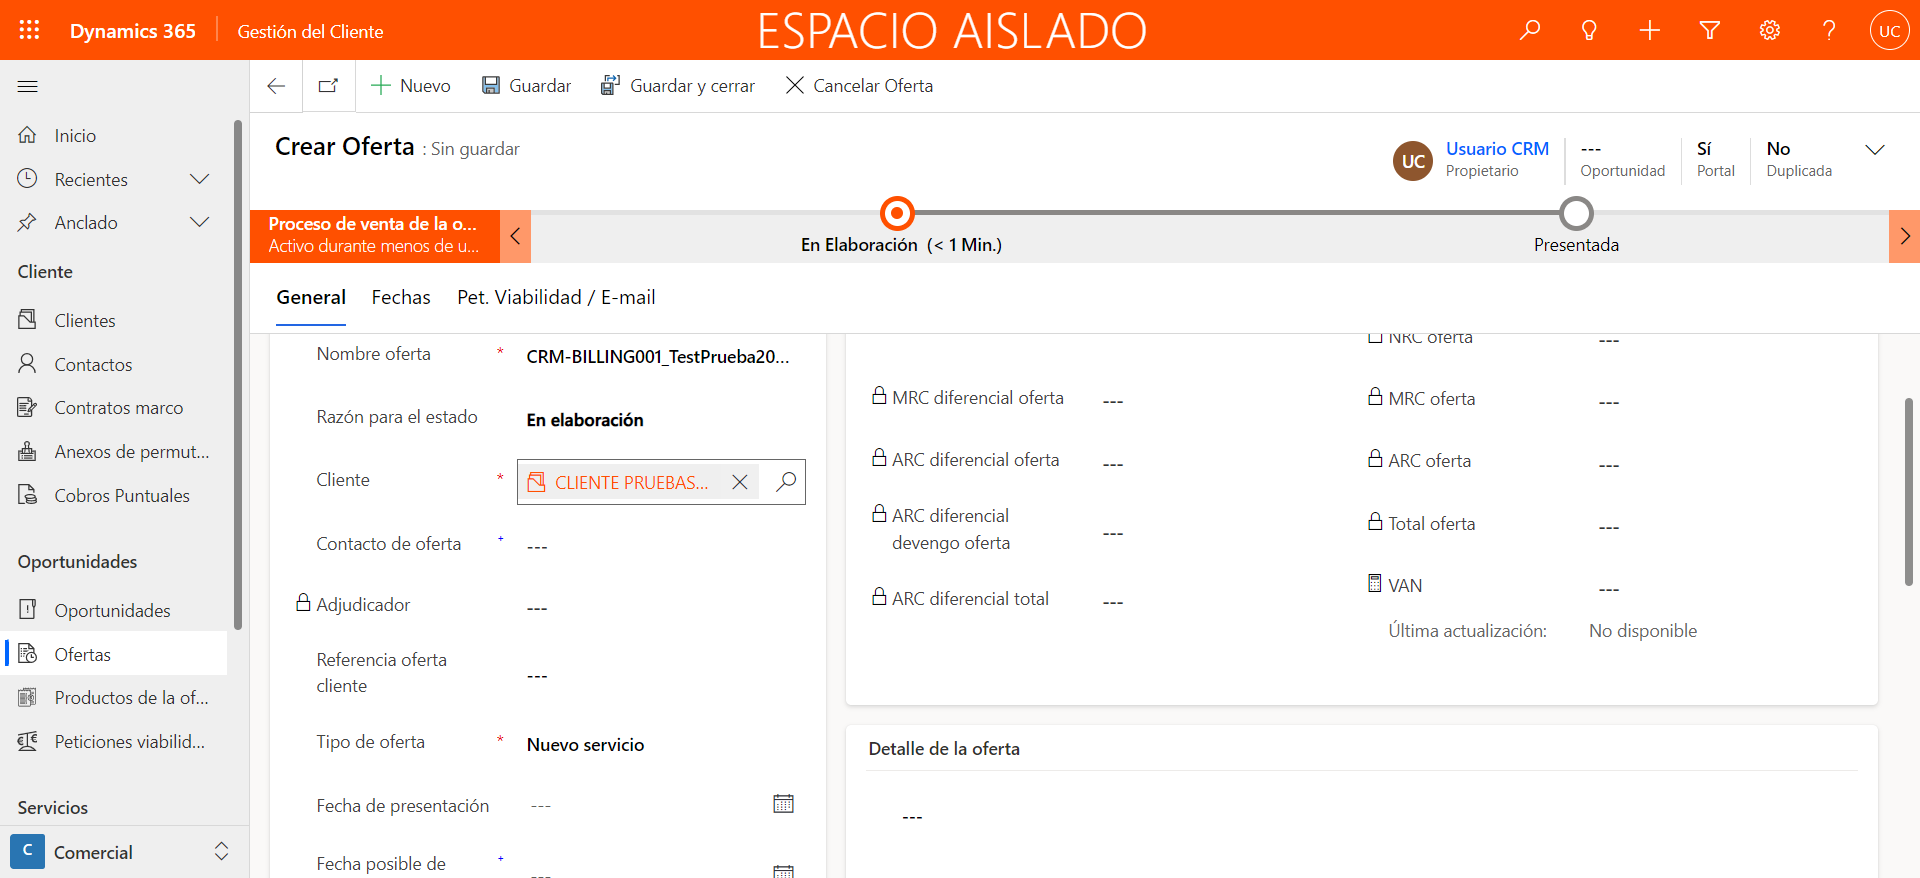 Dynamics 365
Gestión del Cliente
ESPACIO AISLADO
UC
Nuevo
Guardar
Guardar y cerrar
Cancelar Oferta
Inicio
Recientes
Anclado
Cliente
Clientes
Contactos
Contratos marco
Anexos de permut...
Cobros Puntuales
Oportunidades
Oportunidades
Ofertas
Productos de la of...
Peticiones viabilid...
Servicios
C
Comercial
Crear Oferta : Sin guardar
UC
Usuario CRM
Propietario
---
Oportunidad
Sí
Portal
No
Duplicada
Proceso de venta de la o...
Activo durante menos de u...
En Elaboración (< 1 Min.)
Presentada
General
Fechas
Pet. Viabilidad / E-mail
Nombre oferta * CRM-BILLING001_TestPrueba20...
Razón para el estado En elaboración
Cliente * CLIENTE PRUEBAS...
Contacto de oferta + ---
Adjudicador ---
Referencia oferta
cliente ---
Tipo de oferta * Nuevo servicio
Fecha de presentación ---
Fecha posible de + ---
MRC diferencial oferta ---
ARC diferencial oferta ---
ARC diferencial
devengo oferta ---
ARC diferencial total ---
NRC oferta ---
MRC oferta ---
ARC oferta ---
Total oferta ---
VAN ---
Última actualización: No disponible
Detalle de la oferta
---